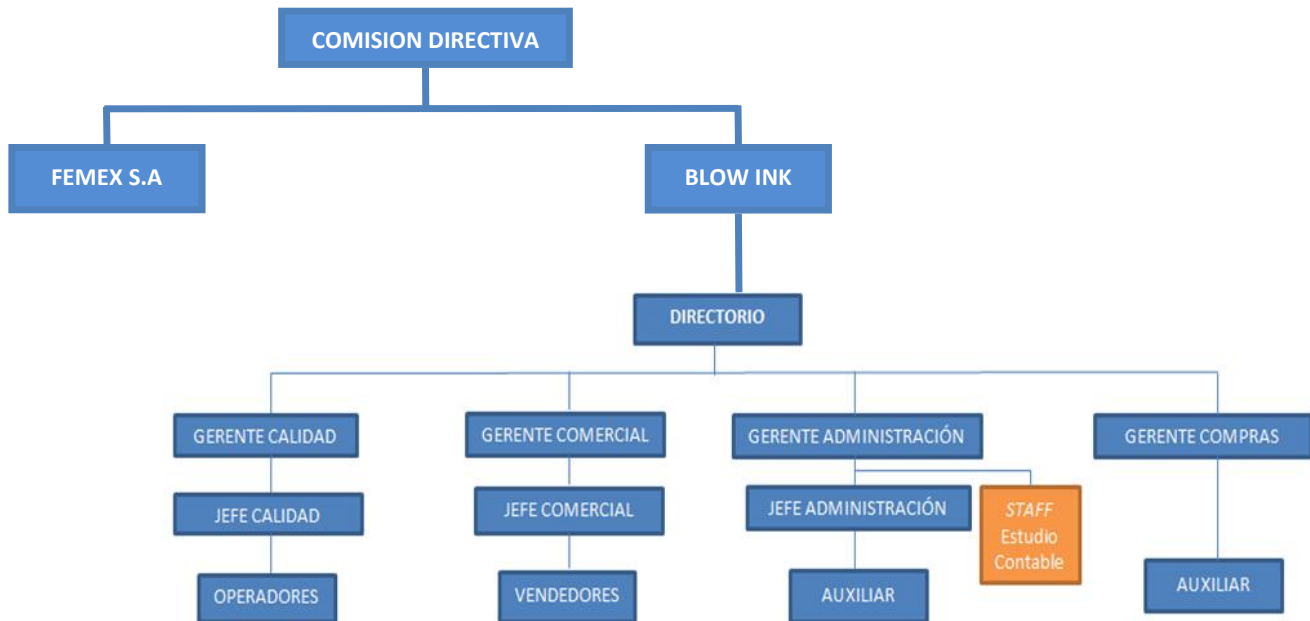 COMISION DIRECTIVA
FEMEX S.A
BLOW INK
DIRECTORIO
GERENTE CALIDAD
GERENTE COMERCIAL
GERENTE ADMINISTRACIÓN
GERENTE COMPRAS
JEFE CALIDAD
JEFE COMERCIAL
JEFE ADMINISTRACIÓN
STAFF
Estudio
Contable
OPERADORES
VENDEDORES
AUXILIAR
AUXILIAR